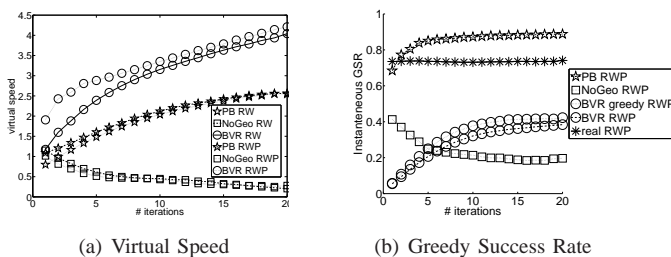 virtual speed
4.5
4
3.5
3
2.5
2
1.5
1
0.5
0
0
5
10
15
20
# iterations
PB RW
NoGeo RW
BVR RW
PB RWP
NoGeo RWP
BVR RWP
(a) Virtual Speed
Instanteneous GSR
1
0.8
0.6
0.4
0.2
0
0
5
10
15
20
# iterations
PB RWP
NoGeo RWP
BVR greedy RWP
BVR RWP
real RWP
(b) Greedy Success Rate